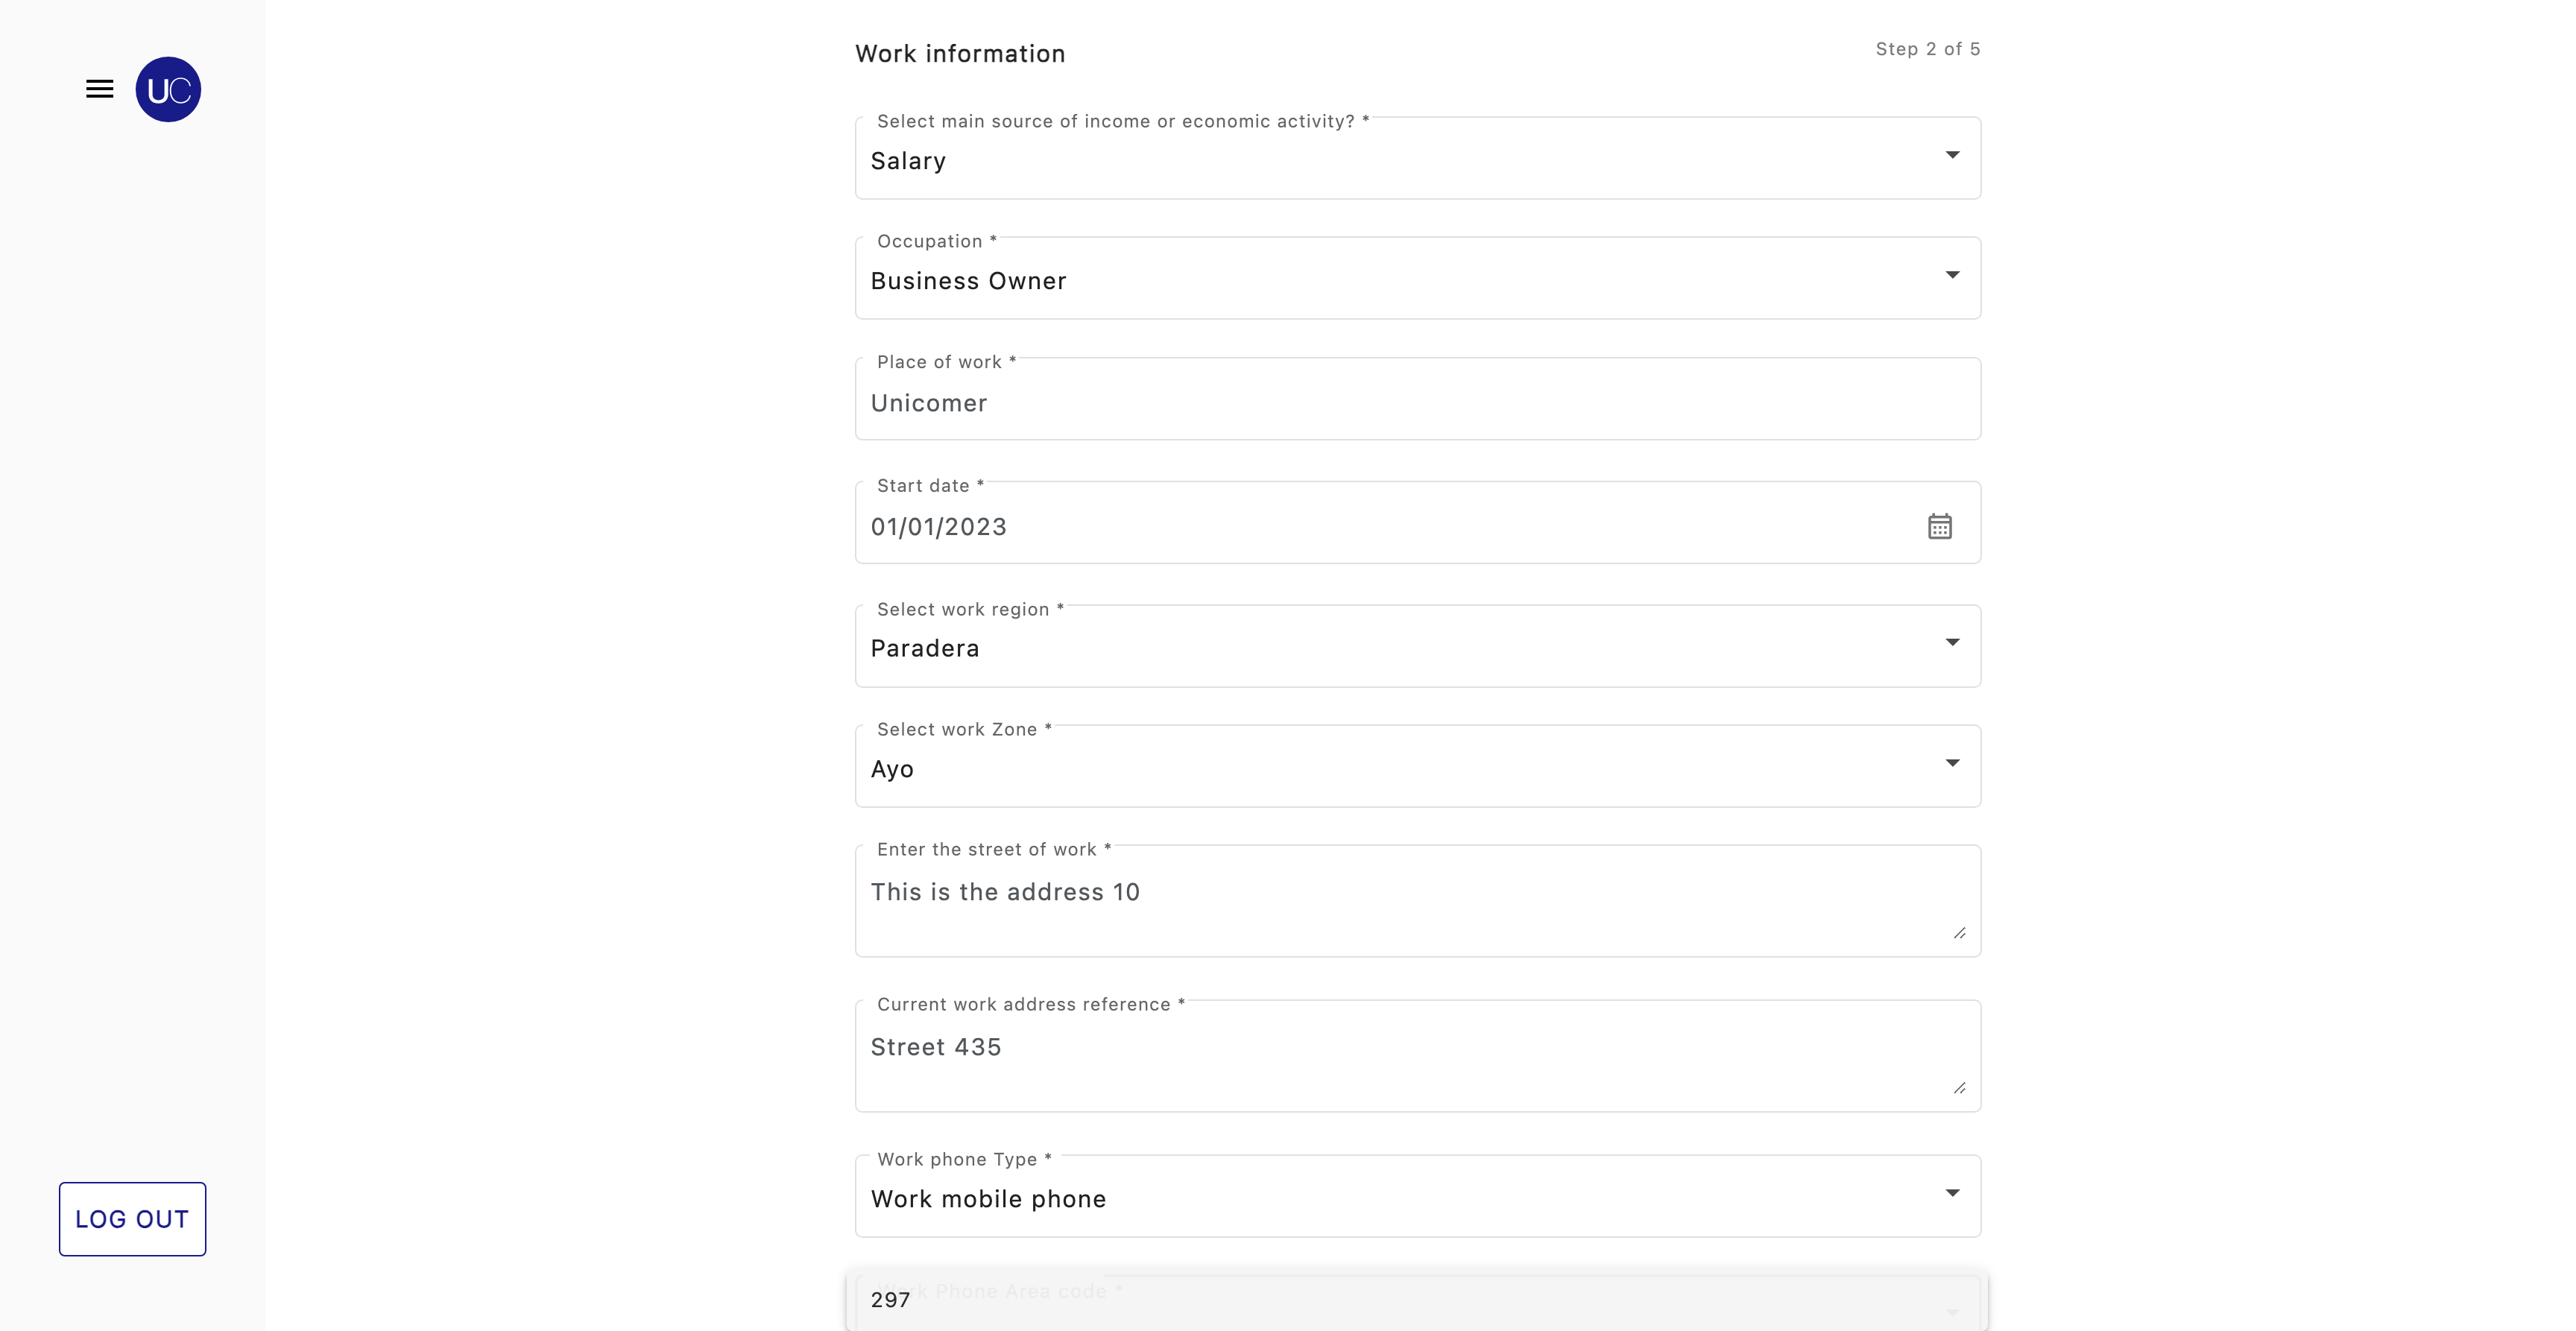 UC
Work information
Step 2 of 5
Select main source of income or economic activity? *
Salary
Occupation *
Business Owner
Place of work *
Unicomer
Start date *
01/01/2023
Select work region *
Paradera
Select work Zone *
Ayo
Enter the street of work *
This is the address 10
Current work address reference *
Street 435
Work phone Type *
Work mobile phone
LOG OUT
Work Phone Area code *
297